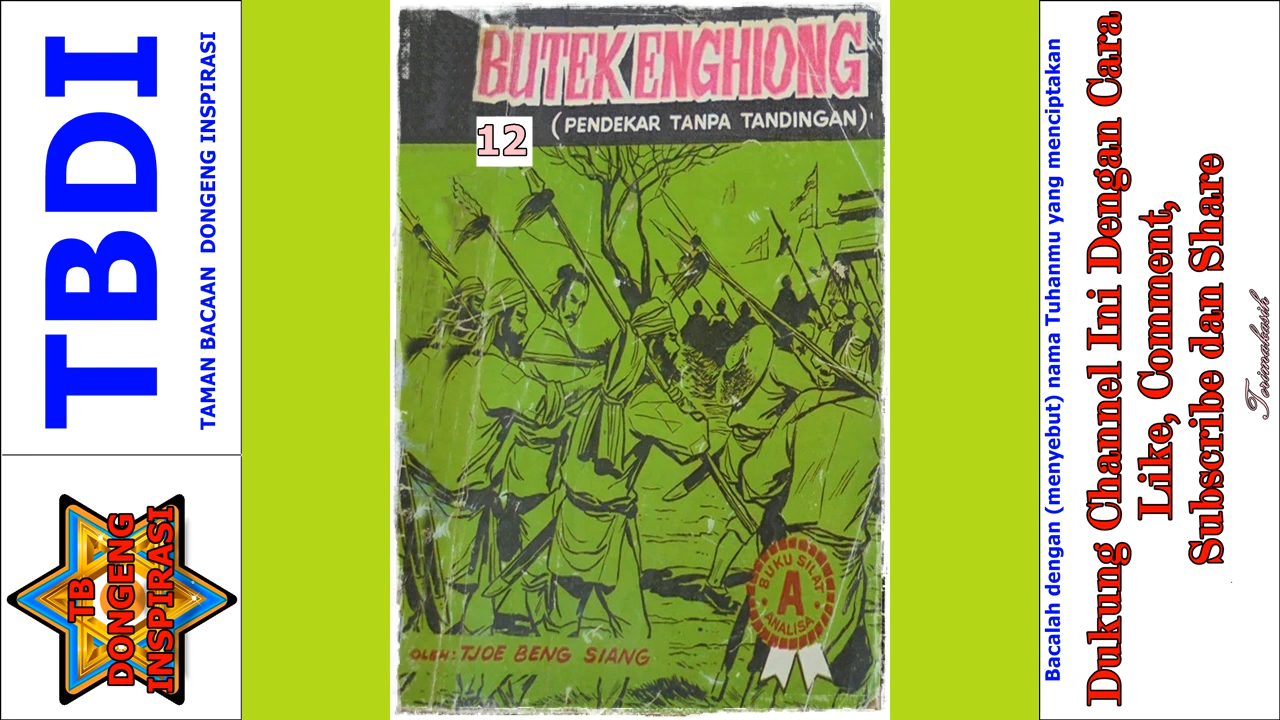 TBDI
TAMAN BACAAN DONGENG INSPIRASI
TB
DONGENG
INSPIRASI
BUTEK ENGHIONG
(PENDEKAR TANPA TANDINGAN)
12
BUKU SILAT
A
ANALISA
OLEH: TJOE BENG SIANG
Bacalah dengan (menyebut) nama Tuhanmu yang menciptakan
Dukung Channel Ini Dengan Cara
Like, Comment,
Subscribe dan Share
Terimakasih